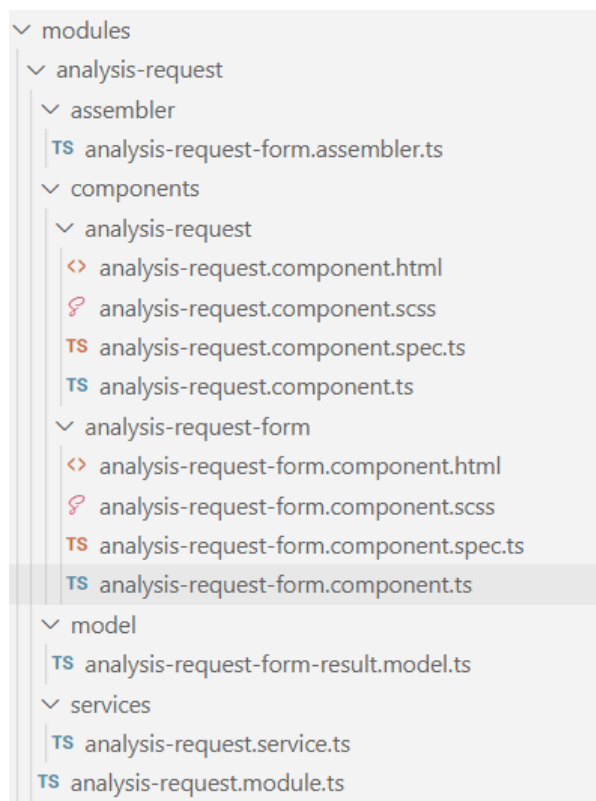 modules
analysis-request
assembler
TS analysis-request-form.assembler.ts
components
analysis-request
<> analysis-request.component.html
analysis-request.component.scss
TS analysis-request.component.spec.ts
TS analysis-request.component.ts
analysis-request-form
<> analysis-request-form.component.html
analysis-request-form.component.scss
TS analysis-request-form.component.spec.ts
TS analysis-request-form.component.ts
model
TS analysis-request-form-result.model.ts
services
TS analysis-request.service.ts
TS analysis-request.module.ts